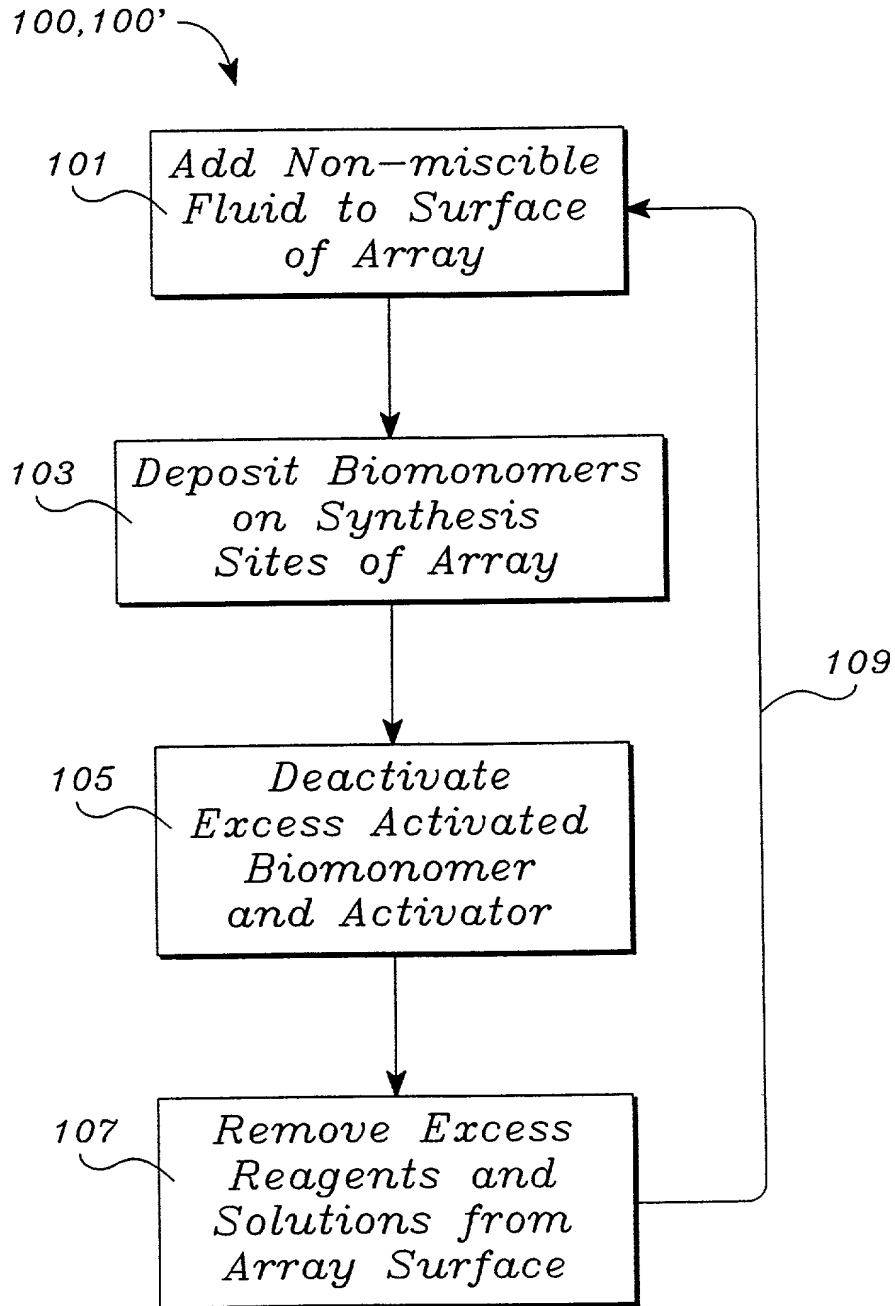 100,100'
101
Add Non-miscible
Fluid to Surface
of Array
103
Deposit Biomonomers
on Synthesis
Sites of Array
109
105
Deactivate
Excess Activated
Biomonomer
and Activator
107
Remove Excess
Reagents and
Solutions from
Array Surface